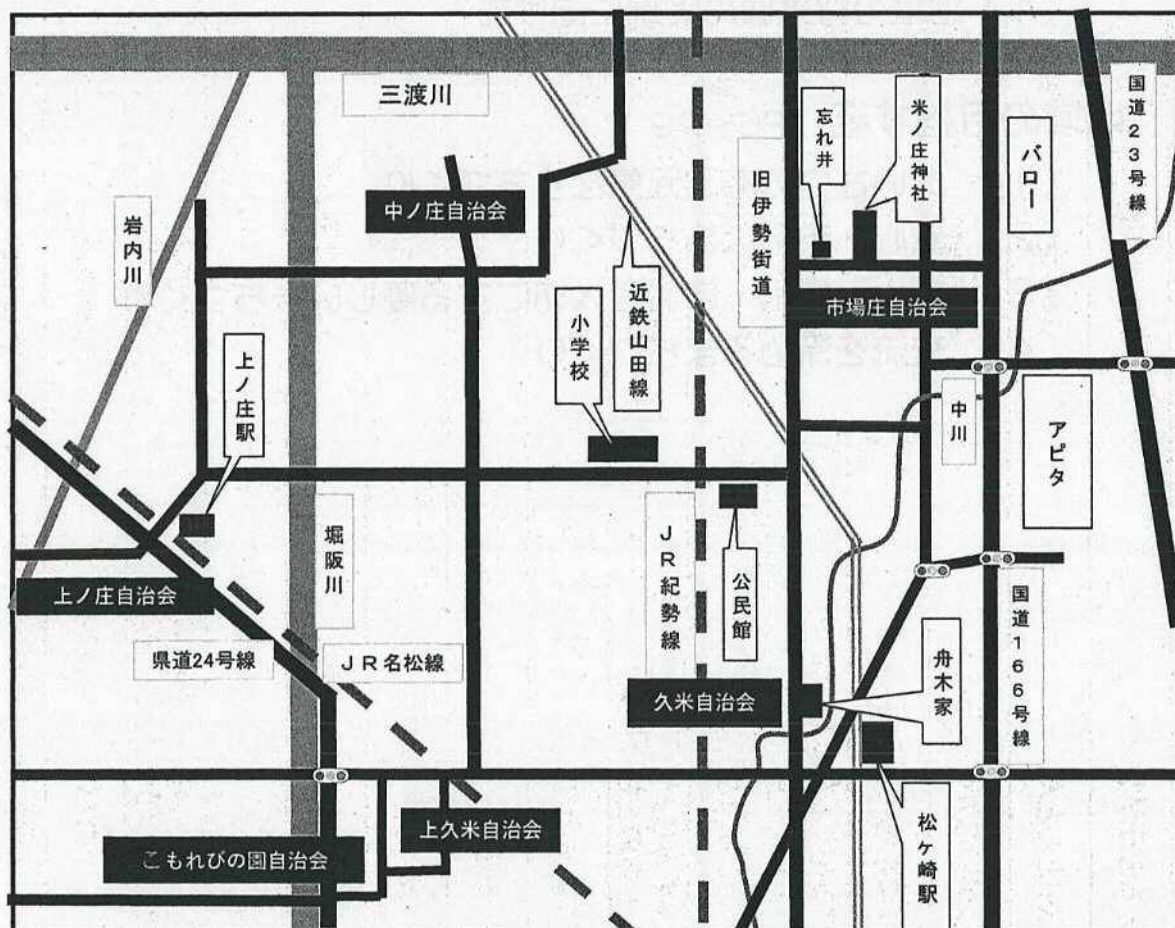 三渡川
忘れ井
米ノ庄神社
バロー
国道23号線
岩内川
中ノ庄自治会
旧伊勢街道
近鉄山田線
小学校
市場庄自治会
上ノ庄駅
中川
アピタ
堀阪川
JR紀勢線
公民館
上ノ庄自治会
県道24号線
JR名松線
久米自治会
舟木家
国道166号線
上久米自治会
こもれびの園自治会
松ヶ崎駅